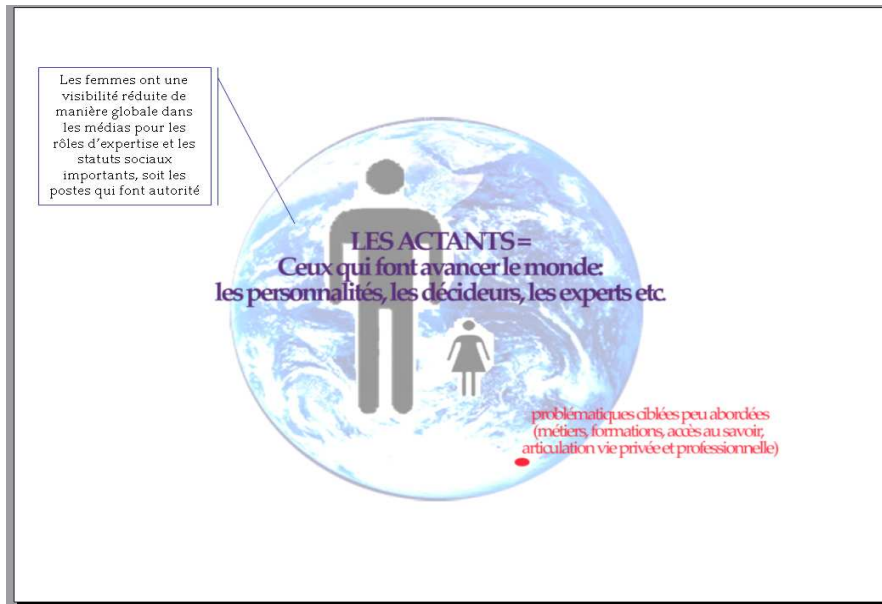 Les femmes ont une
visibilité réduite de
manière globale dans
les médias pour les
rôles d'expertise et les
statuts sociaux
importants, soit les
postes qui font autorité
LES ACTANTS =
Ceux qui font avancer le monde:
les personnalités, les décideurs, les experts etc.
problématiques ciblées peu abordées
(métiers, formations, accès au savoir,
articulation vie privée et professionnelle)